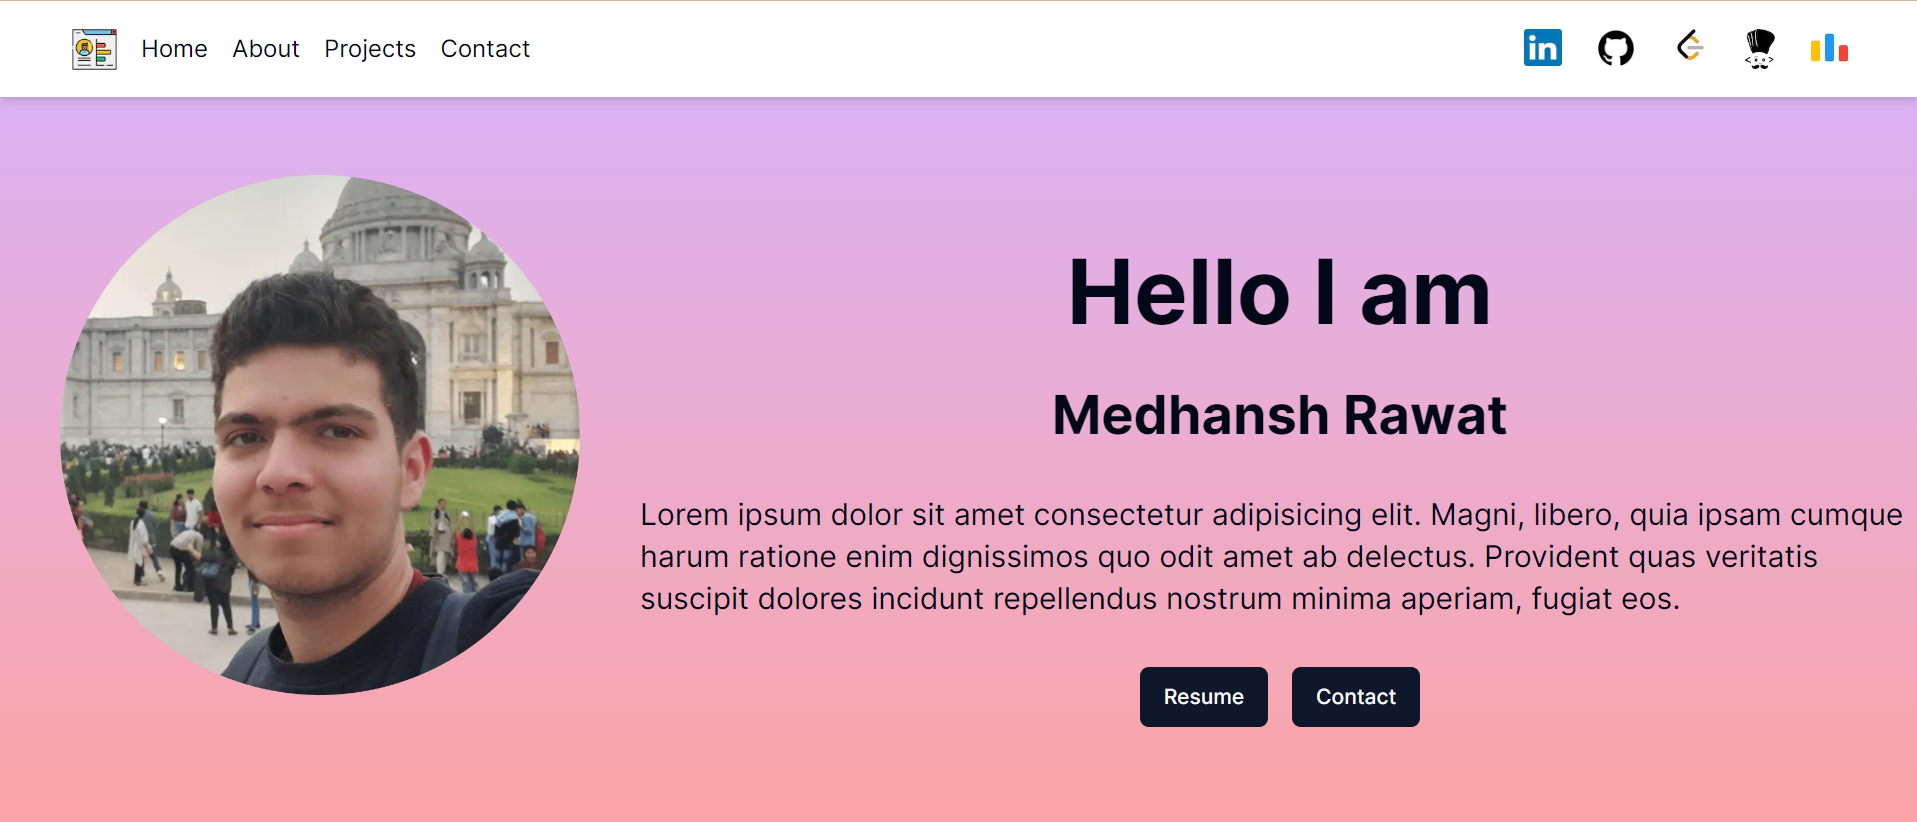 Home About Projects Contact
in
Hello I am
Medhansh Rawat
Lorem ipsum dolor sit amet consectetur adipisicing elit. Magni, libero, quia ipsam cumque
harum ratione enim dignissimos quo odit amet ab delectus. Provident quas veritatis
suscipit dolores incidunt repellendus nostrum minima aperiam, fugiat eos.
Resume Contact